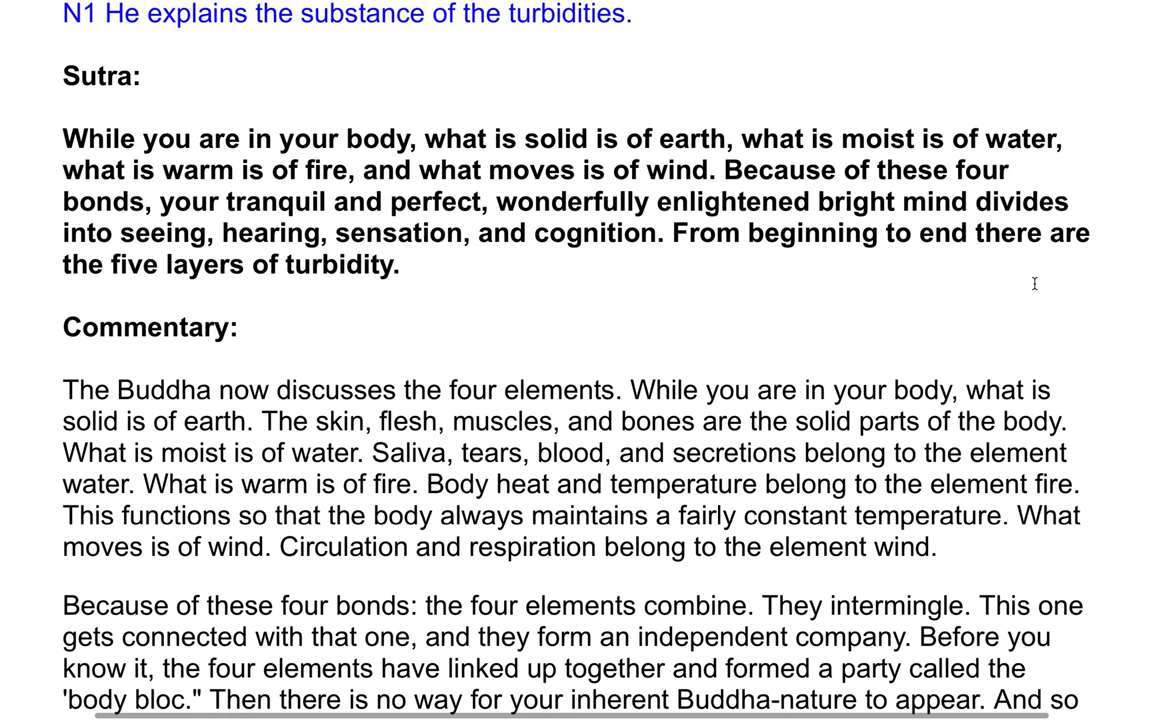 N1 He explains the substance of the turbidities.
Sutra:
While you are in your body, what is solid is of earth, what is moist is of water,
what is warm is of fire, and what moves is of wind. Because of these four
bonds, your tranquil and perfect, wonderfully enlightened bright mind divides
into seeing, hearing, sensation, and cognition. From beginning to end there are
the five layers of turbidity.
Commentary:
The Buddha now discusses the four elements. While you are in your body, what is
solid is of earth. The skin, flesh, muscles, and bones are the solid parts of the body.
What is moist is of water. Saliva, tears, blood, and secretions belong to the element
water. What is warm is of fire. Body heat and temperature belong to the element fire.
This functions so that the body always maintains a fairly constant temperature. What
moves is of wind. Circulation and respiration belong to the element wind.
Because of these four bonds: the four elements combine. They intermingle. This one
gets connected with that one, and they form an independent company. Before you
know it, the four elements have linked up together and formed a party called the
'body bloc." Then there is no way for your inherent Buddha-nature to appear. And so